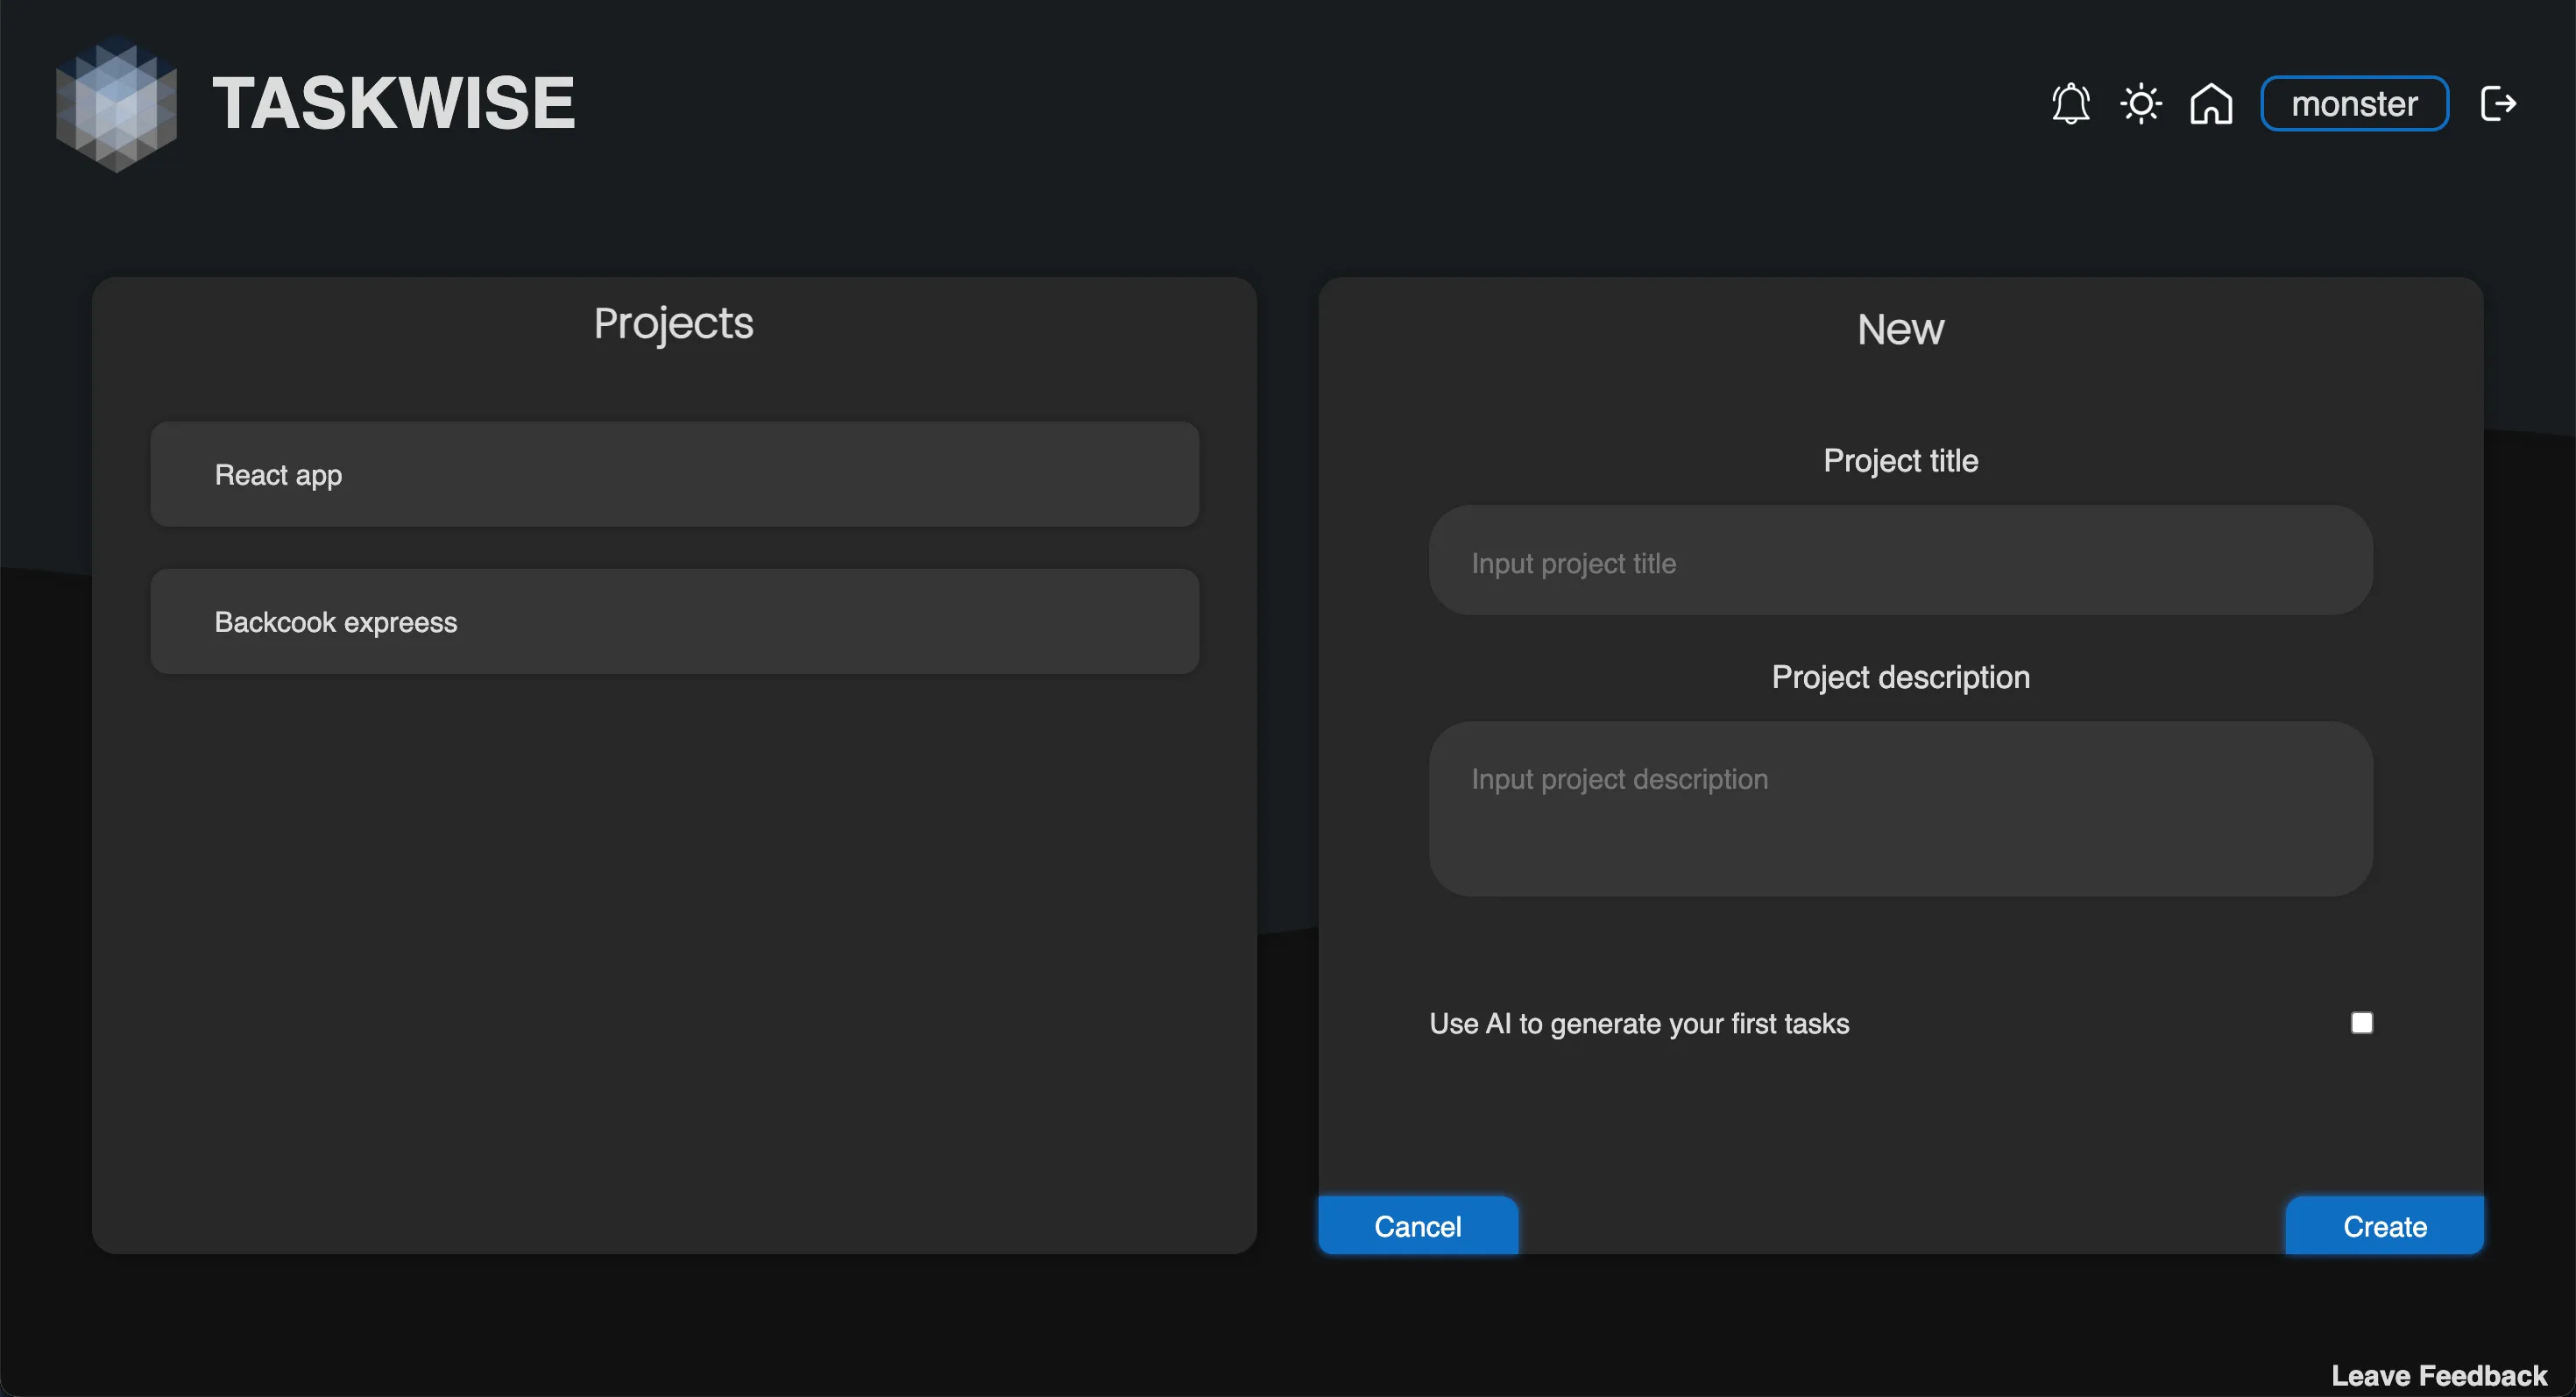 TASKWISE
monster
Projects
React app
Backcook expreess
New
Project title
Input project title
Project description
Input project description
Use AI to generate your first tasks
Cancel
Create
Leave Feedback